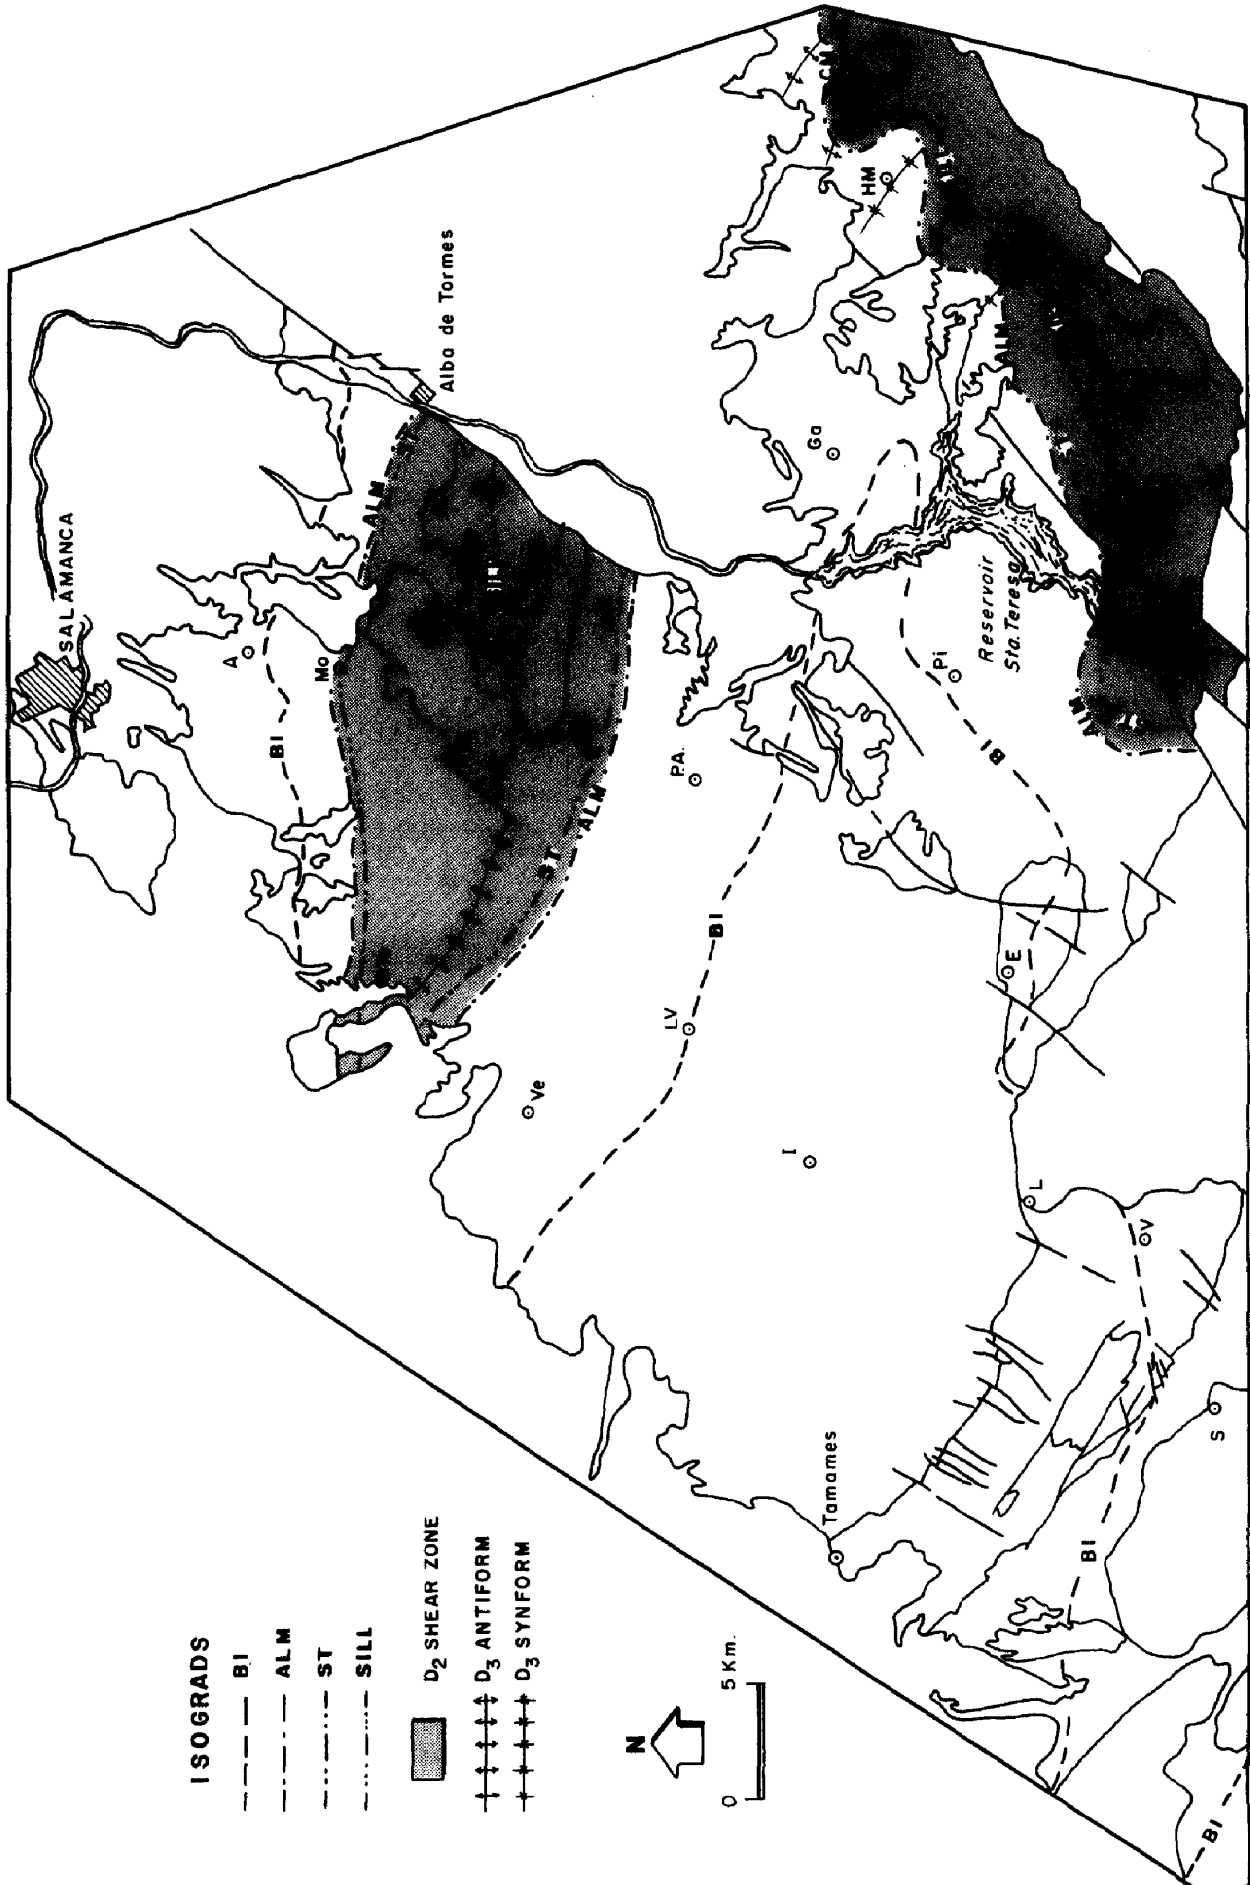 ISOGRADS
BI
ALM
ST
SILL
D2 SHEAR ZONE
D3 ANTIFORM
D3 SYNFORM
N
0 5 Km.
SALAMANCA
A
Mo
BI
ALM
ST
Alba de Tormes
ST
ALM
P.A.
BI
LV
Ve
I
Tamames
Ga
HM
ALM
Reservoir
Sta. Teresa
Pi
BI
ALM
E
L
V
S
BI
BI